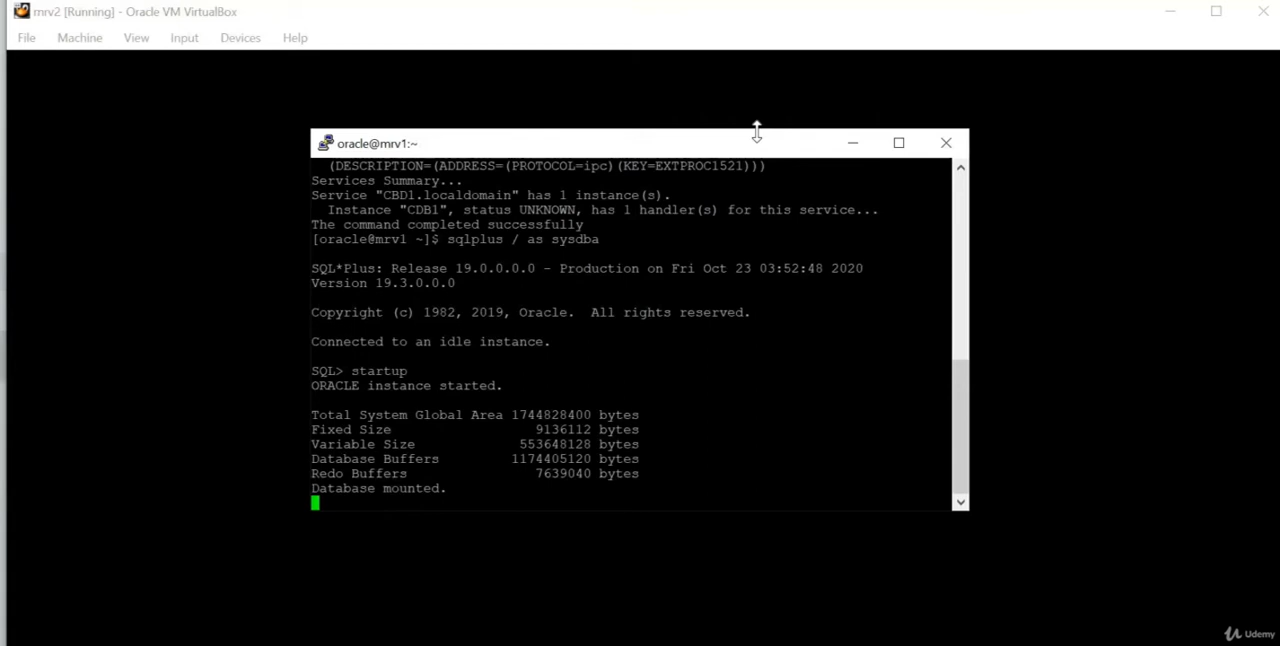 mrv2 [Running] - Oracle VM VirtualBox
File Machine View Input Devices Help
oracle@mrv1:~
(DESCRIPTION=(ADDRESS=(PROTOCOL=ipc)(KEY=EXTPROC1521)))
Services Summary...
Service "CBD1.localdomain" has 1 instance(s).
Instance "CDB1", status UNKNOWN, has 1 handler(s) for this service...
The command completed successfully
[oracle@mrv1 ~]$ sqlplus / as sysdba
SQL*Plus: Release 19.0.0.0.0 - Production on Fri Oct 23 03:52:48 2020
Version 19.3.0.0.0
Copyright (c) 1982, 2019, Oracle.  All rights reserved.
Connected to an idle instance.
SQL> startup
ORACLE instance started.
Total System Global Area 1744828400 bytes
Fixed Size 9136112 bytes
Variable Size 553648128 bytes
Database Buffers 1174405120 bytes
Redo Buffers 7639040 bytes
Database mounted.
Udemy